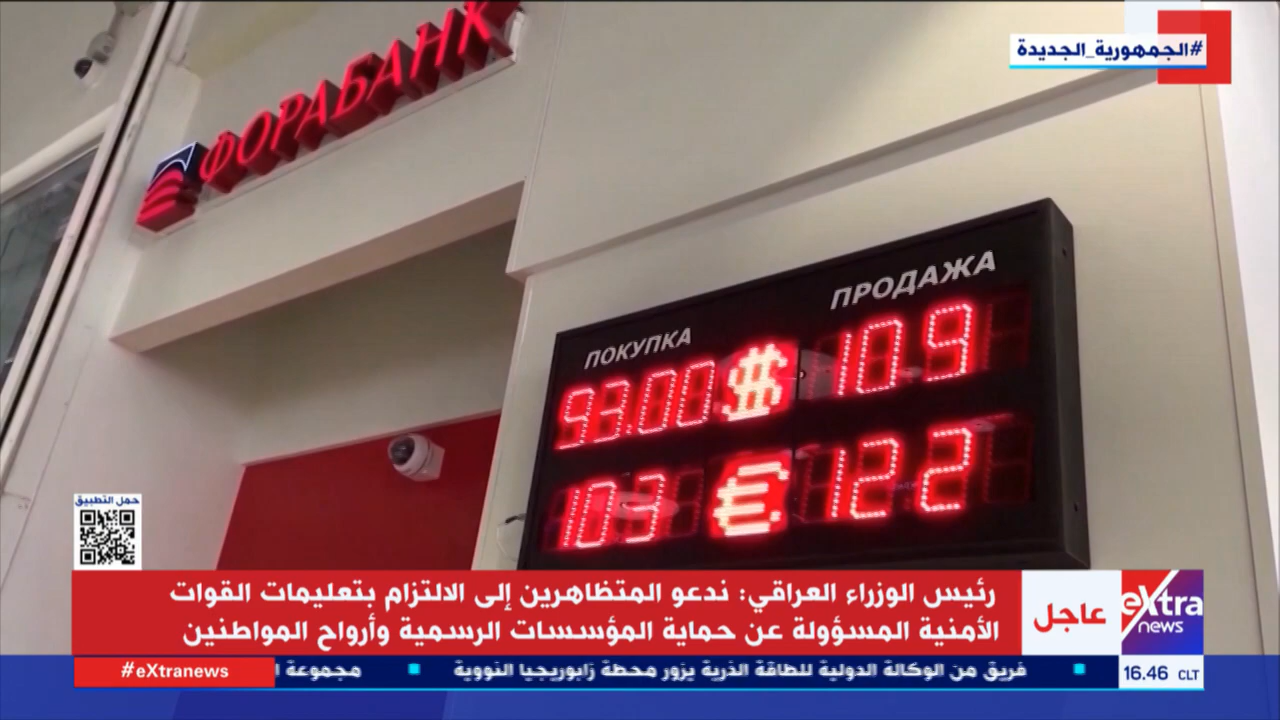 ФОРАБАНК
#الجمهورية_الجديدة
ПОКУПКА ПРОДАЖА
93.00 $ 109
103 € 122
حمل التطبيق
رئيس الوزراء العراقي: ندعو المتظاهرين إلى الالتزام بتعليمات القوات
الأمنية المسؤولة عن حماية المؤسسات الرسمية وأرواح المواطنين
عاجل
eXtra
news
#eXtranews
فريق من الوكالة الدولية للطاقة الذرية يزور محطة زابوريجيا النووية
مجموعة ا
16.46 CLT